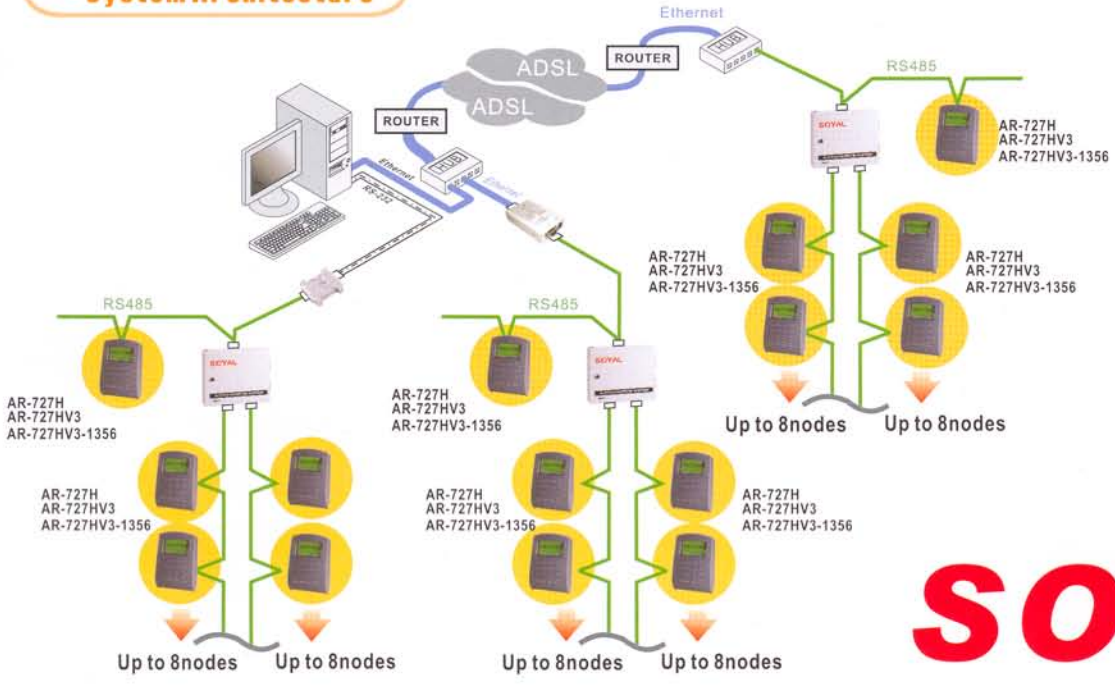 Ethernet
ROUTER
HUB
ADSL
RS485
ADSL
ROUTER
SOYAL
AR-727H
AR-727HV3
AR-727HV3-1356
HUB
Ethernet
Ethernet
RS-232
AR-727H
AR-727HV3
AR-727HV3-1356
AR-727H
AR-727HV3
AR-727HV3-1356
RS485
RS485
SOYAL
SOYAL
AR-727H
AR-727HV3
AR-727HV3-1356
AR-727H
AR-727HV3
AR-727HV3-1356
Up to 8nodes
Up to 8nodes
AR-727H
AR-727HV3
AR-727HV3-1356
AR-727H
AR-727HV3
AR-727HV3-1356
AR-727H
AR-727HV3
AR-727HV3-1356
SO
Up to 8nodes
Up to 8nodes
Up to 8nodes
Up to 8nodes